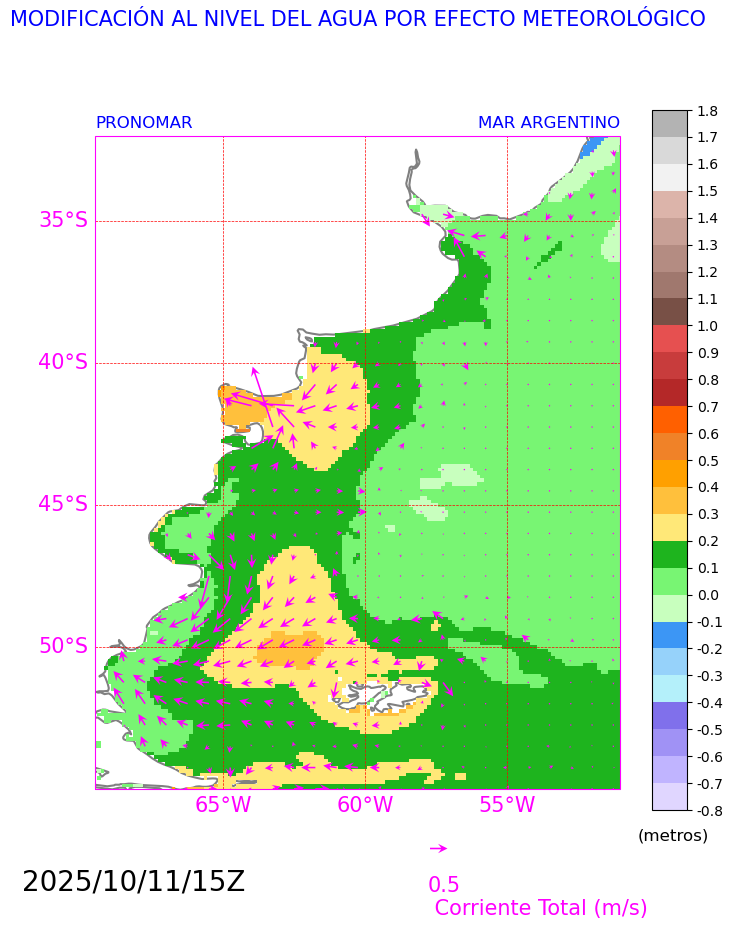 MODIFICACIÓN AL NIVEL DEL AGUA POR EFECTO METEOROLÓGICO
PRONOMAR MAR ARGENTINO
35°S
40°S
45°S
50°S
65°W 60°W 55°W
1.8
1.7
1.6
1.5
1.4
1.3
1.2
1.1
1.0
0.9
0.8
0.7
0.6
0.5
0.4
0.3
0.2
0.1
0.0
-0.1
-0.2
-0.3
-0.4
-0.5
-0.6
-0.7
-0.8
(metros)
2025/10/11/15Z
0.5
Corriente Total (m/s)